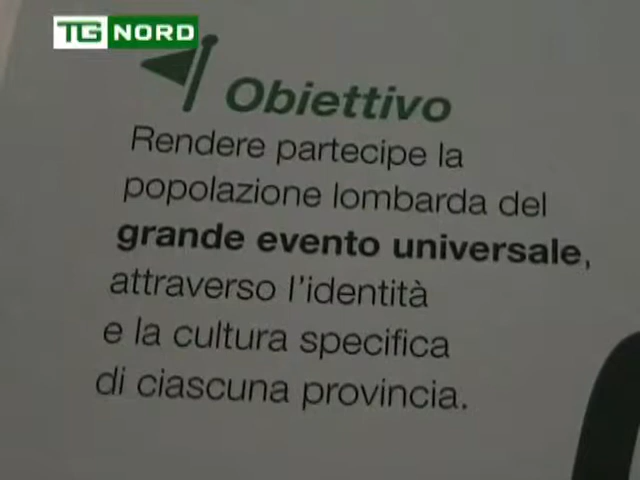 TG NORD
Obiettivo
Rendere partecipe la
popolazione lombarda del
grande evento universale,
attraverso l'identità
e la cultura specifica
di ciascuna provincia.